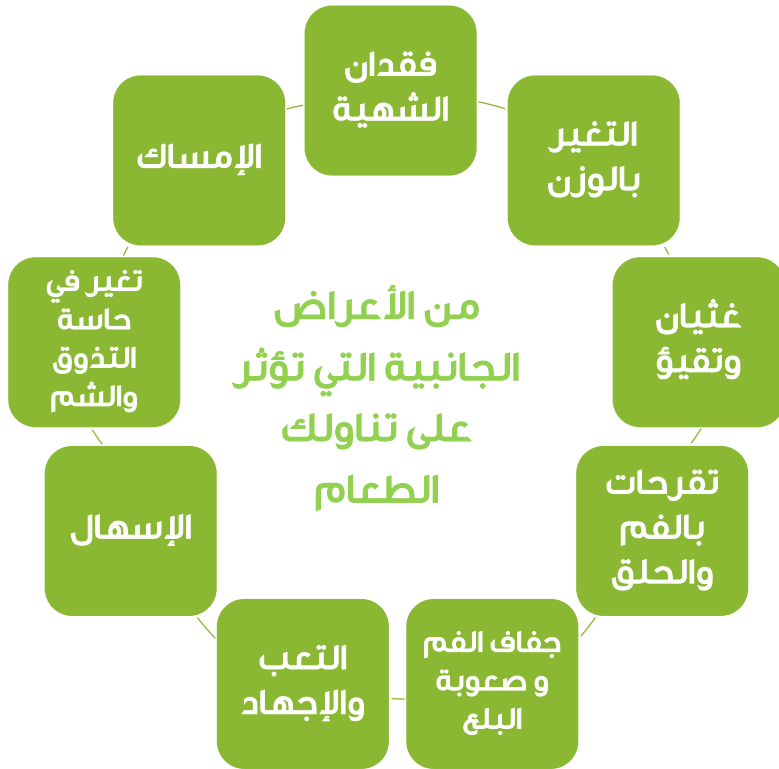 من الأعراض
الجانبية التي تؤثر
على تناولك
الطعام
فقدان
الشهية
التغير
بالوزن
غثيان
وتقيؤ
تقرحات
بالفم
والحلق
جفاف الفم
و صعوبة
البلع
التعب
والإجهاد
الإسهال
تغير في
حاسة
التذوق
والشم
الإمساك